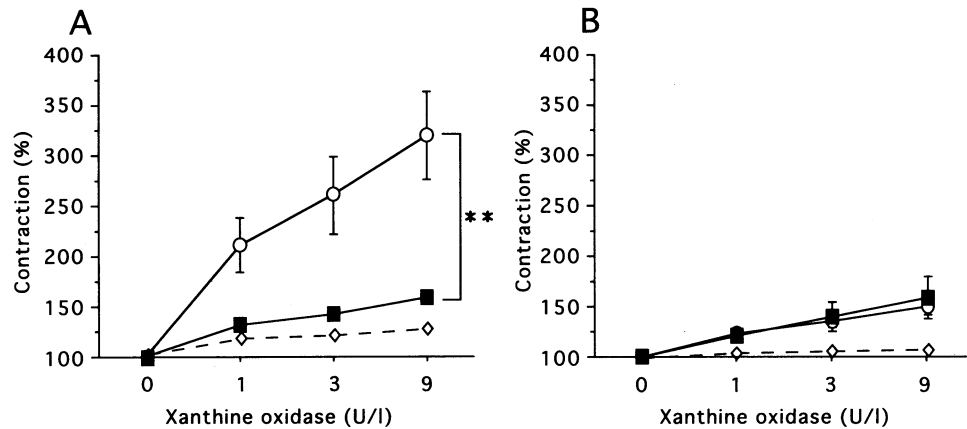 A
400
350
300
250
200
150
100
Contraction (%)
**
0 1 3 9
Xanthine oxidase (U/l)
B
400
350
300
250
200
150
100
Contraction (%)
0 1 3 9
Xanthine oxidase (U/l)